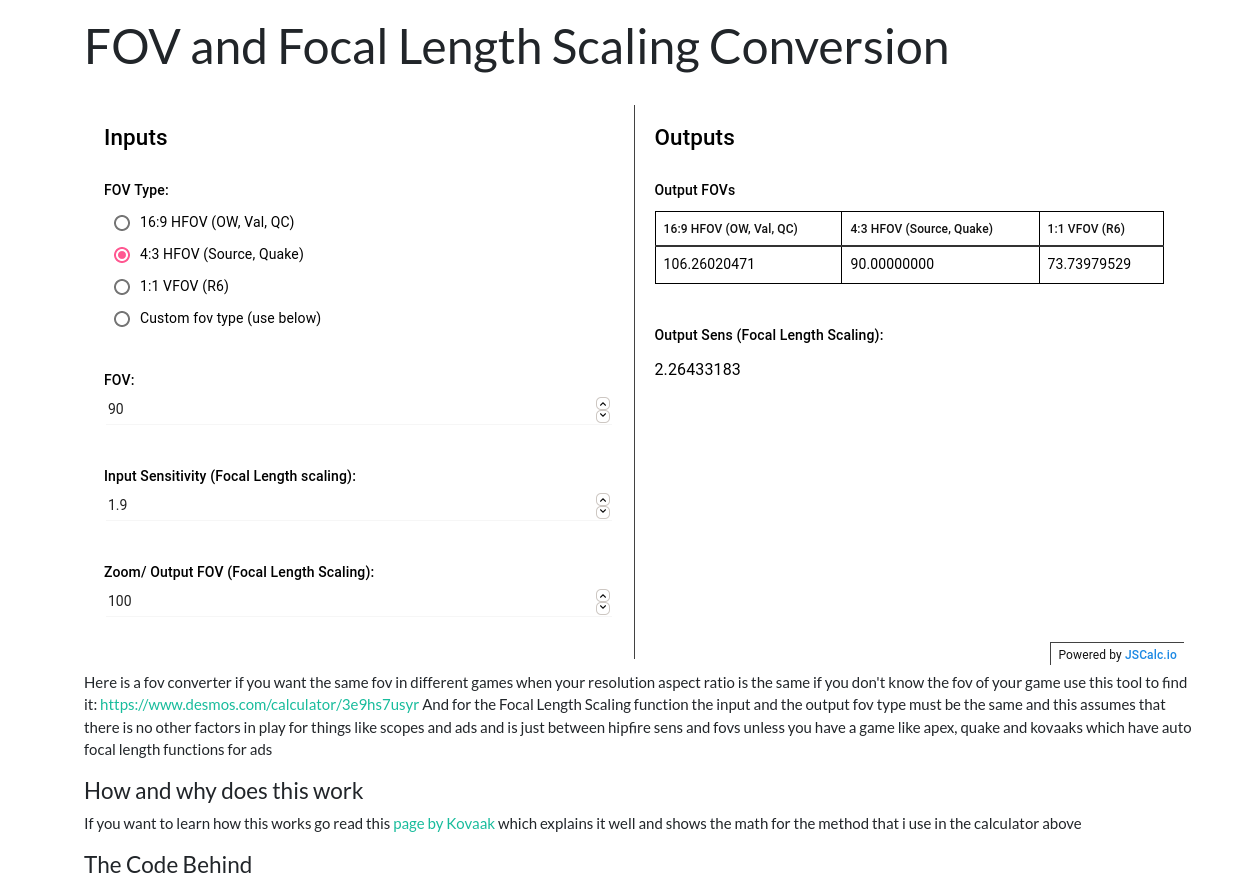 FOV and Focal Length Scaling Conversion
Inputs
FOV Type:
16:9 HFOV (OW, Val, QC)
4:3 HFOV (Source, Quake)
1:1 VFOV (R6)
Custom fov type (use below)
FOV:
90
Input Sensitivity (Focal Length scaling):
1.9
Zoom/ Output FOV (Focal Length Scaling):
100
Outputs
Output FOVs
16:9 HFOV (OW, Val, QC) 4:3 HFOV (Source, Quake) 1:1 VFOV (R6)
106.26020471 90.00000000 73.73979529
Output Sens (Focal Length Scaling):
2.26433183
Powered by JSCalc.io
Here is a fov converter if you want the same fov in different games when your resolution aspect ratio is the same if you don't know the fov of your game use this tool to find
it: https://www.desmos.com/calculator/3e9hs7usyr And for the Focal Length Scaling function the input and the output fov type must be the same and this assumes that
there is no other factors in play for things like scopes and ads and is just between hipfire sens and fovs unless you have a game like apex, quake and kovaaks which have auto
focal length functions for ads
How and why does this work
If you want to learn how this works go read this page by Kovaak which explains it well and shows the math for the method that i use in the calculator above
The Code Behind